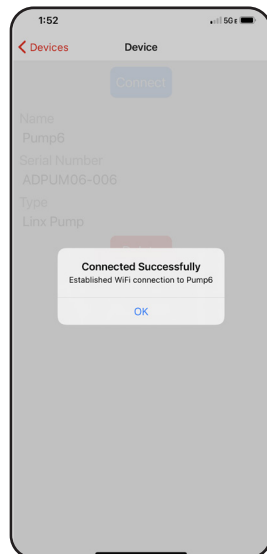 1:52
5G E
Devices
Device
Connect
Name
Pump6
Serial Number
ADPUM06-006
Type
Linx Pump
Connected Successfully
Established WiFi connection to Pump6
OK